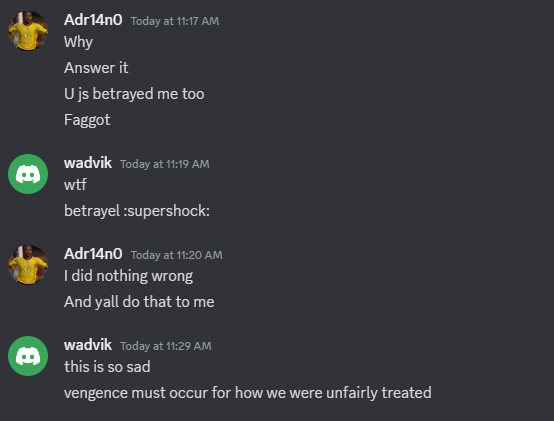 Adr14n0 Today at 11:17 AM
Why
Answer it
U js betrayed me too
Faggot
wadvik Today at 11:19 AM
wtf
betrayel :supershock:
Adr14n0 Today at 11:20 AM
I did nothing wrong
And yall do that to me
wadvik Today at 11:29 AM
this is so sad
vengence must occur for how we were unfairly treated